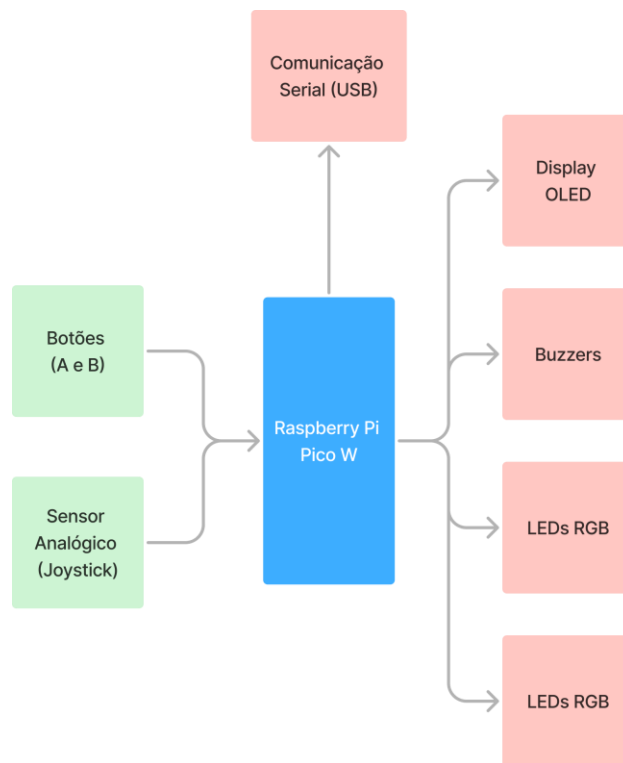 Comunicação
Serial (USB)
Display
OLED
Botões
(A e B)
Buzzers
Raspberry Pi
Pico W
Sensor
Analógico
(Joystick)
LEDs RGB
LEDs RGB